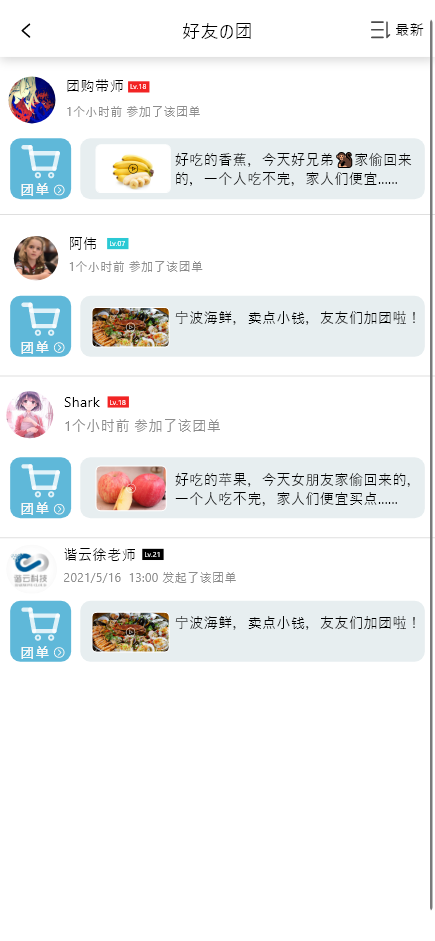 好友の团
最新
团购带师 Lv.18
1个小时前 参加了该团单
团单
好吃的香蕉，今天好兄弟🐒家偷回来
的，一个人吃不完，家人们便宜......
阿伟 Lv.07
1个小时前 参加了该团单
团单
宁波海鲜，卖点小钱，友友们加团啦！
Shark Lv.18
1个小时前 参加了该团单
团单
好吃的苹果，今天女朋友家偷回来的,
一个人吃不完，家人们便宜买点......
谐云徐老师 Lv.21
谐云科技
2021/5/16 13:00 发起了该团单
团单
宁波海鲜，卖点小钱，友友们加团啦！